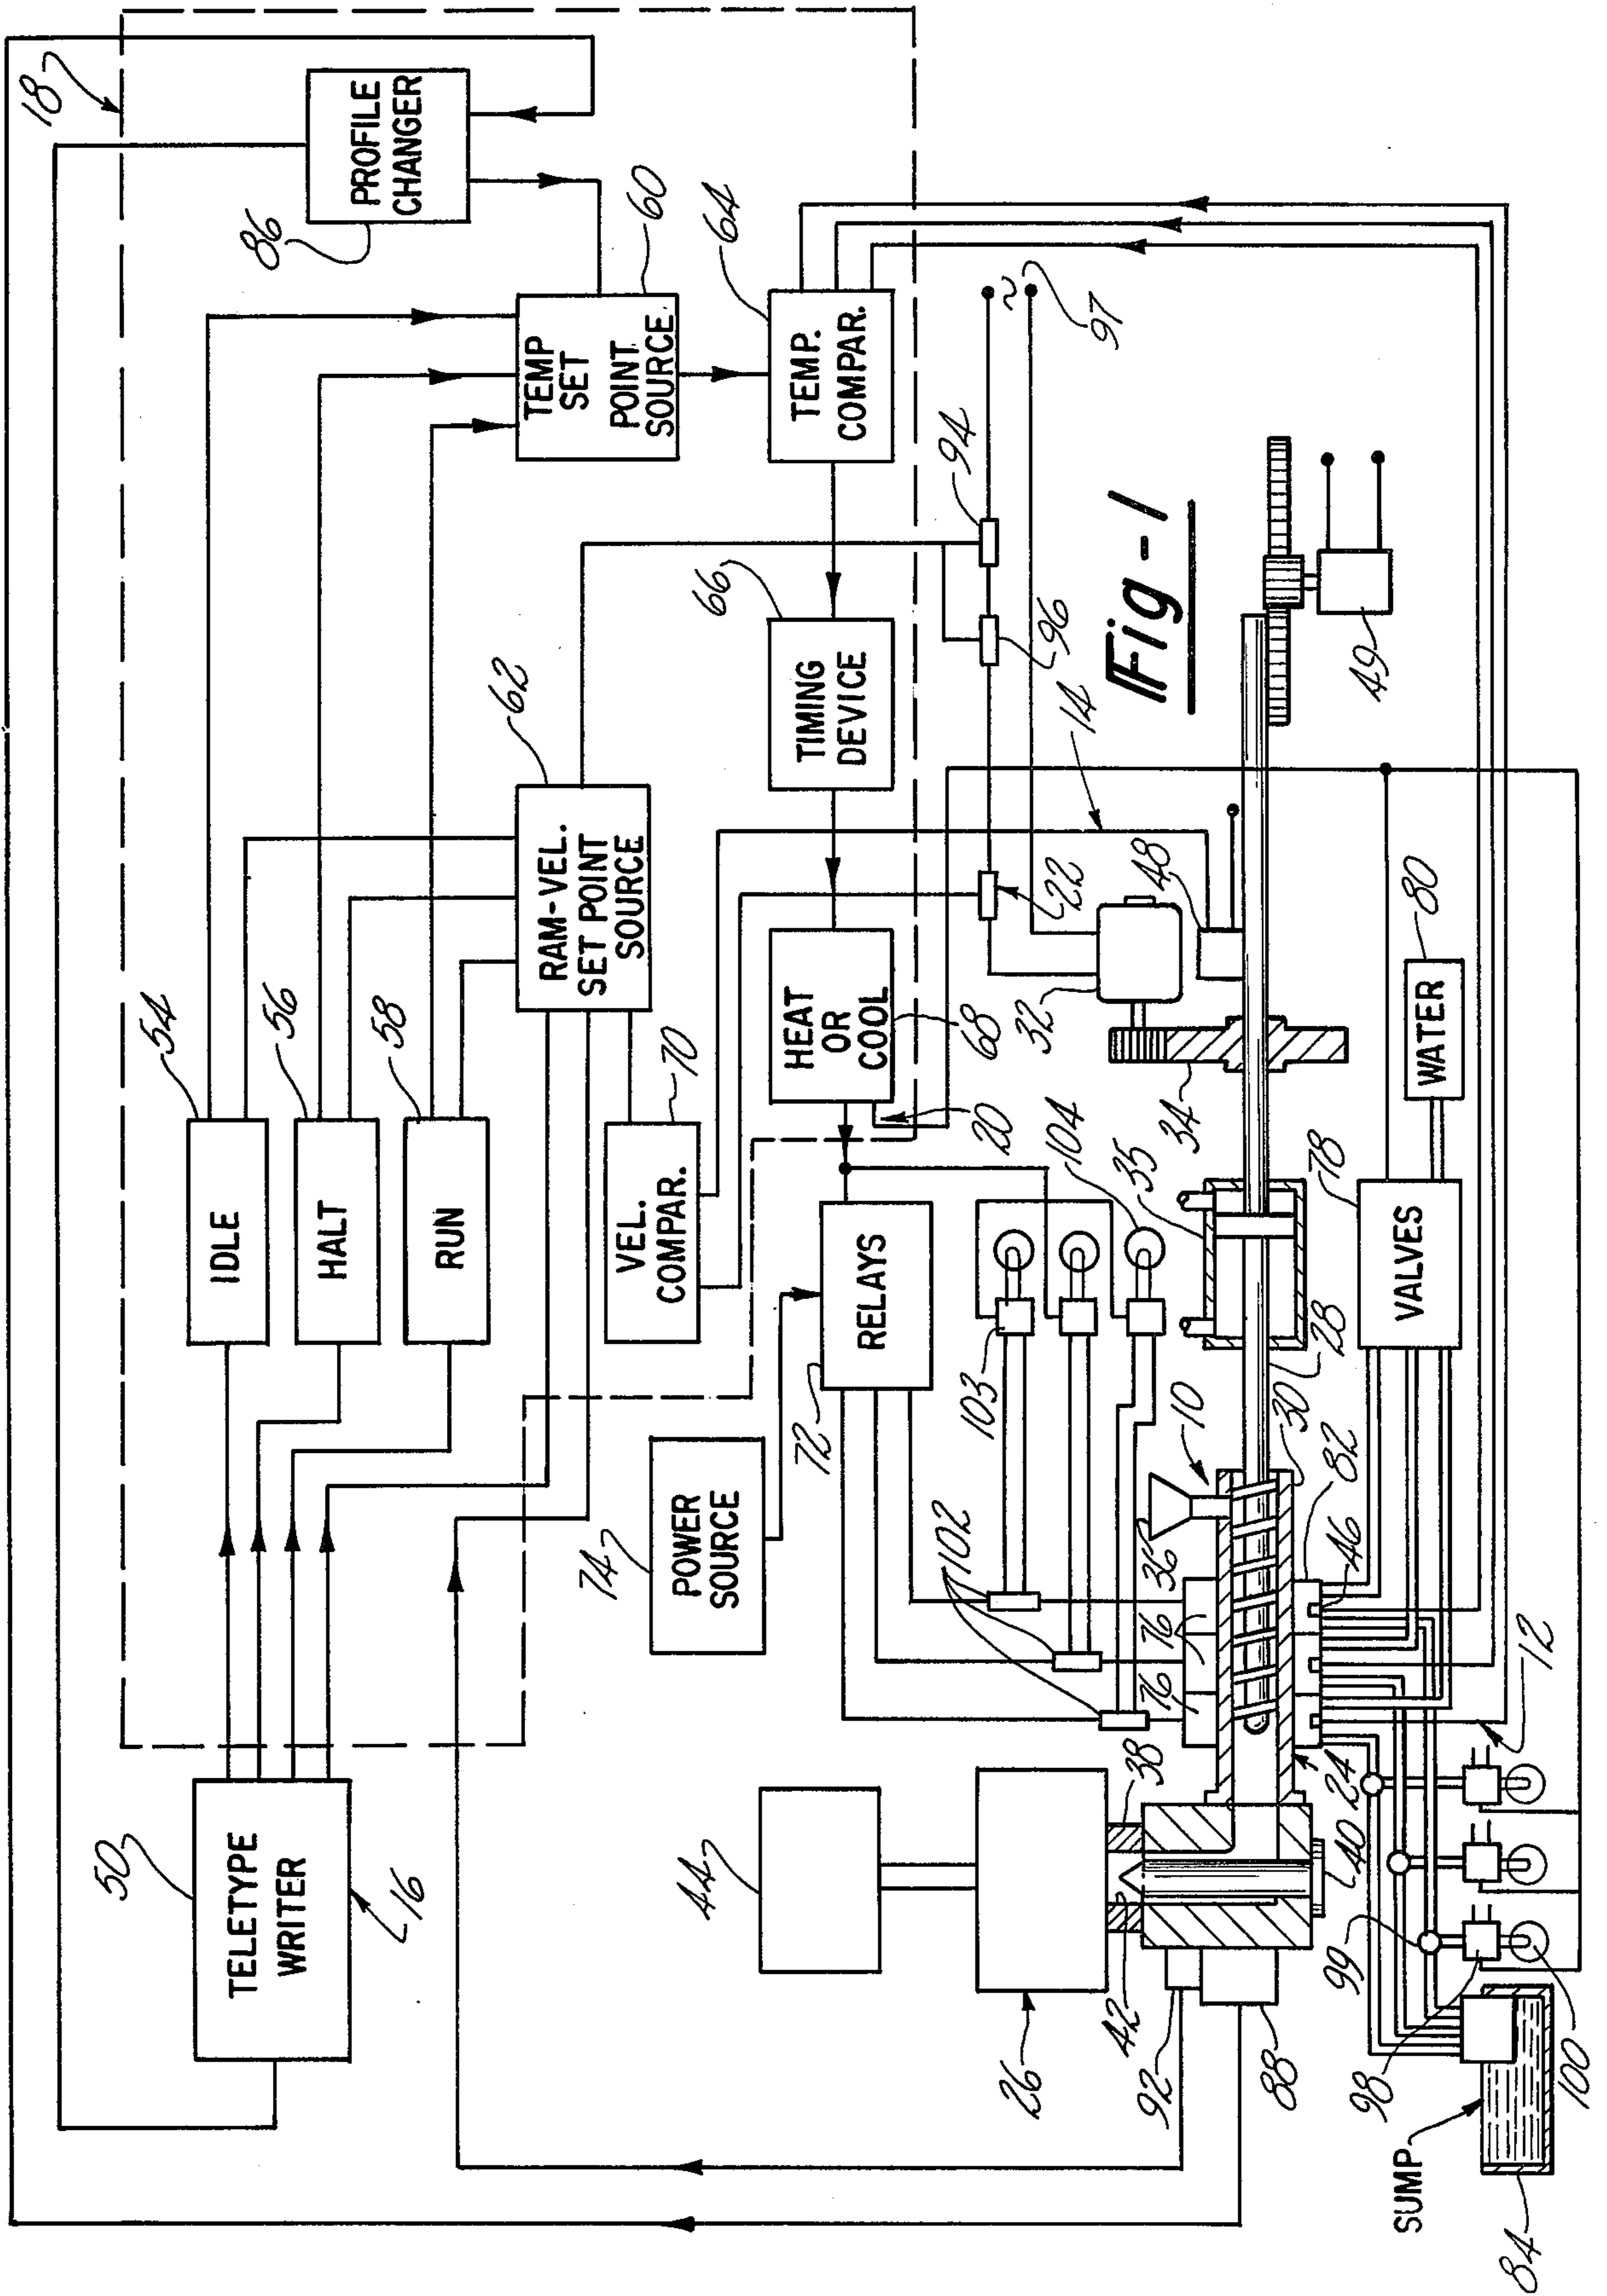 18
PROFILE
CHANGER
86
TEMP
SET
POINT
SOURCE
60
TEMP.
COMPAR.
64
97
94
96
TIMING
DEVICE
66
RAM-VEL.
SET POINT
SOURCE
62
14
Fig-1
49
HEAT
OR
COOL
68
22
32
48
34
WATER
80
IDLE
54
HALT
56
RUN
58
VEL.
COMPAR.
70
20
RELAYS
72
104
35
103
28
VALVES
78
POWER
SOURCE
74
102
10
36
30
82
46
76
76
12
TELETYPE
WRITER
50
16
44
26
38
42
40
24
92
88
99
98
100
SUMP
84